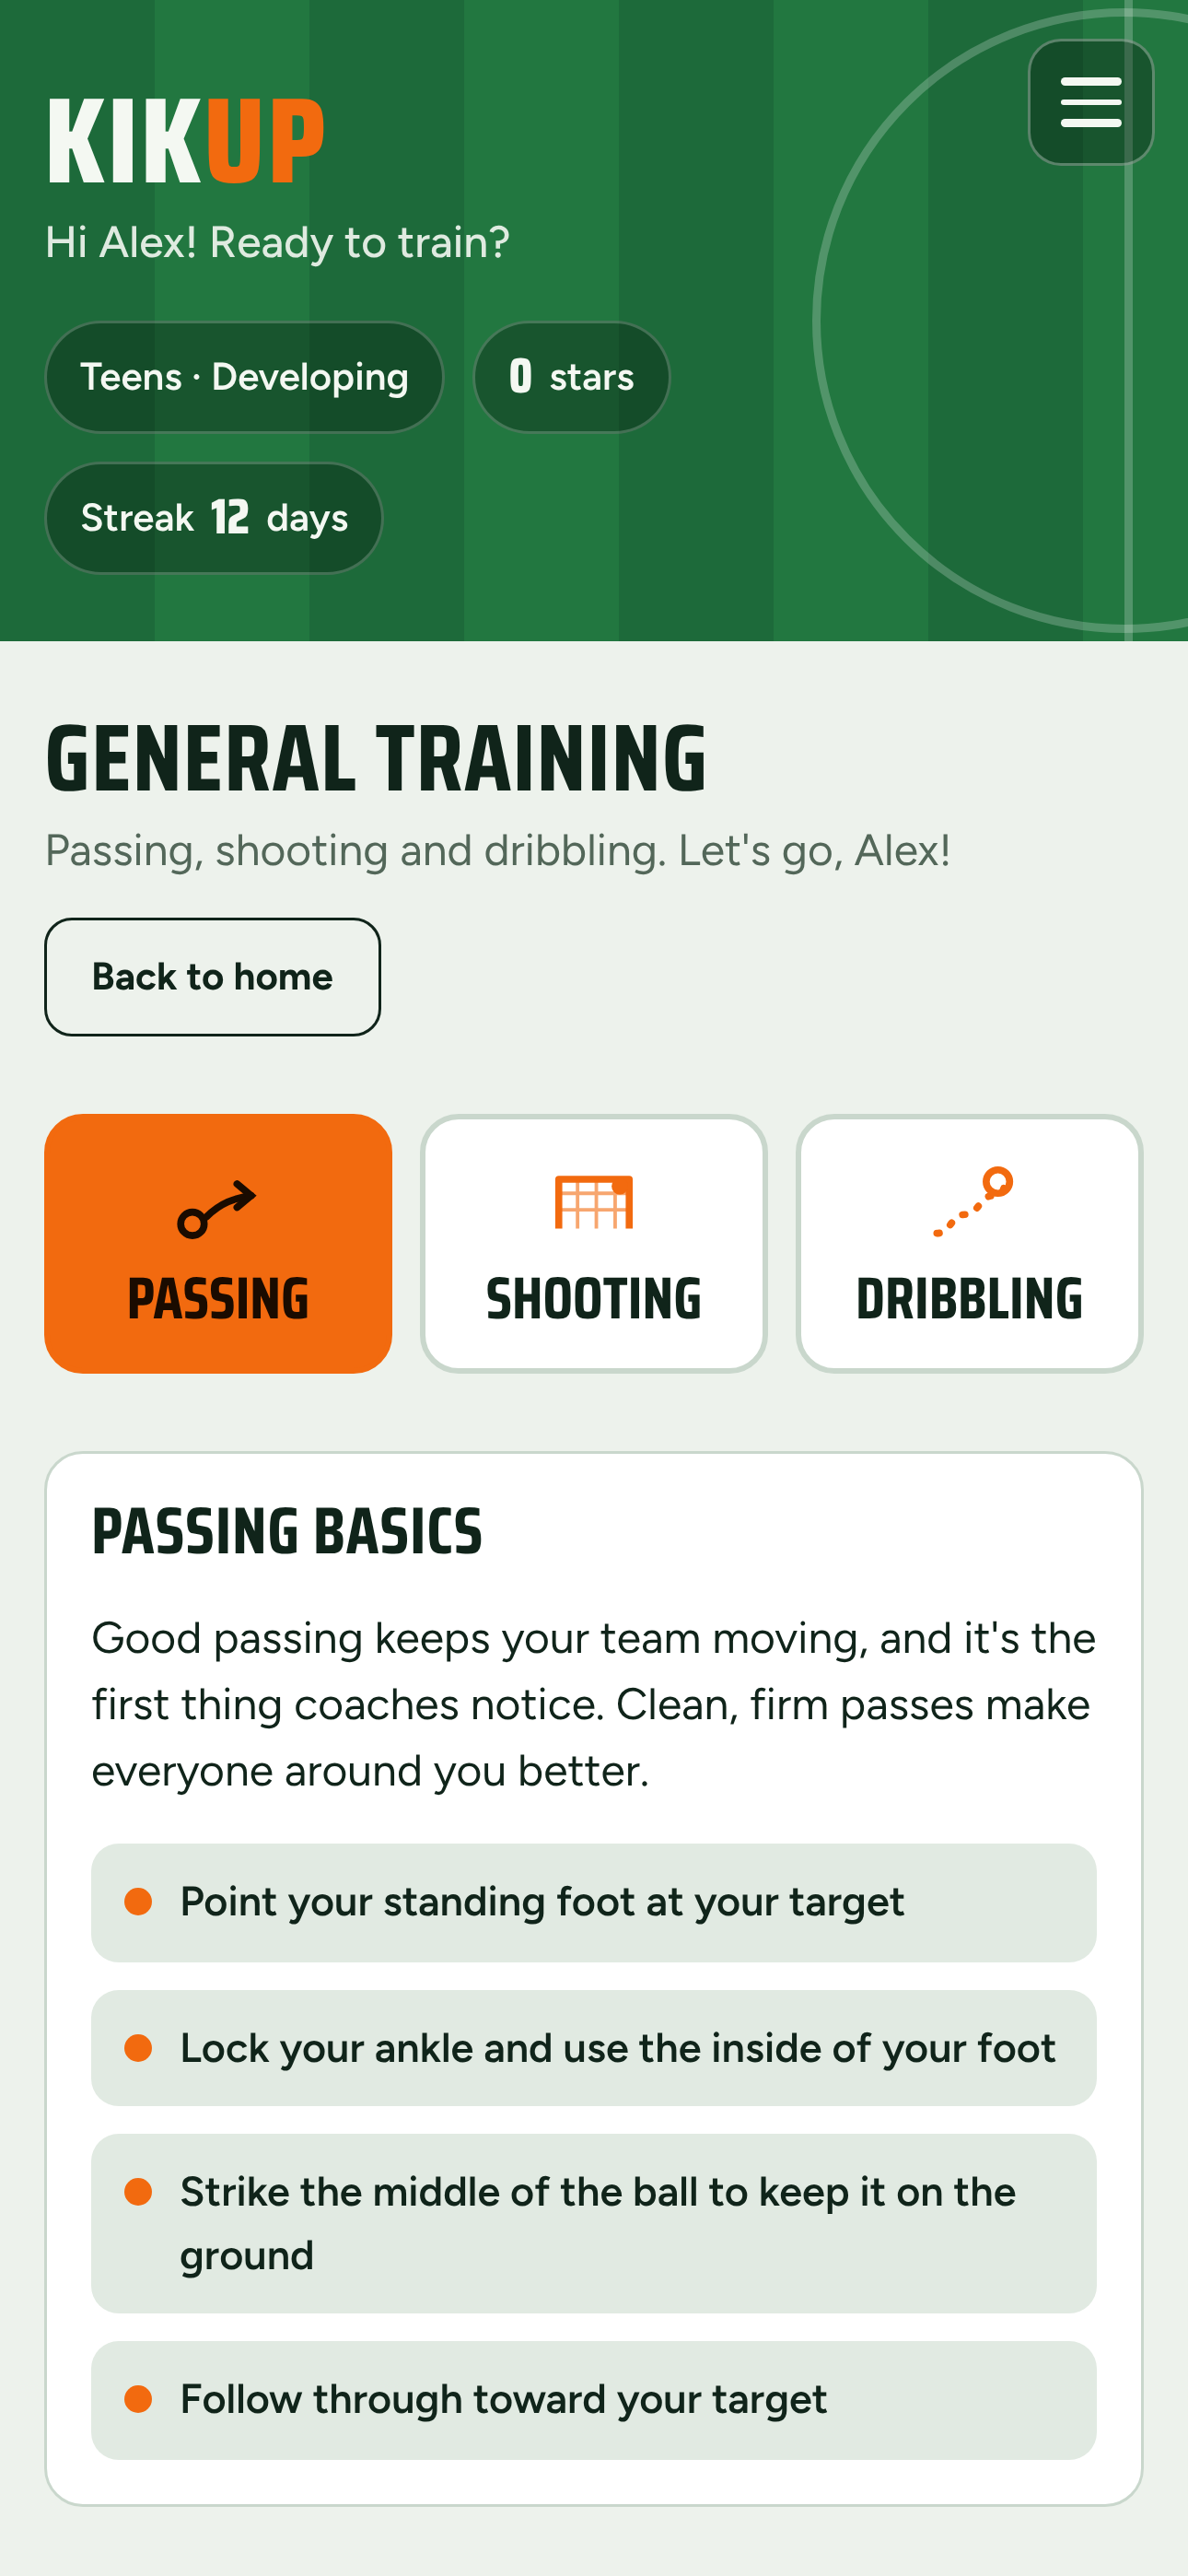 KIKUP
Hi Alex! Ready to train?
Teens · Developing
0 stars
Streak 12 days
GENERAL TRAINING
Passing, shooting and dribbling. Let's go, Alex!
Back to home
PASSING
SHOOTING
DRIBBLING
PASSING BASICS
Good passing keeps your team moving, and it's the
first thing coaches notice. Clean, firm passes make
everyone around you better.
Point your standing foot at your target
Lock your ankle and use the inside of your foot
Strike the middle of the ball to keep it on the
ground
Follow through toward your target